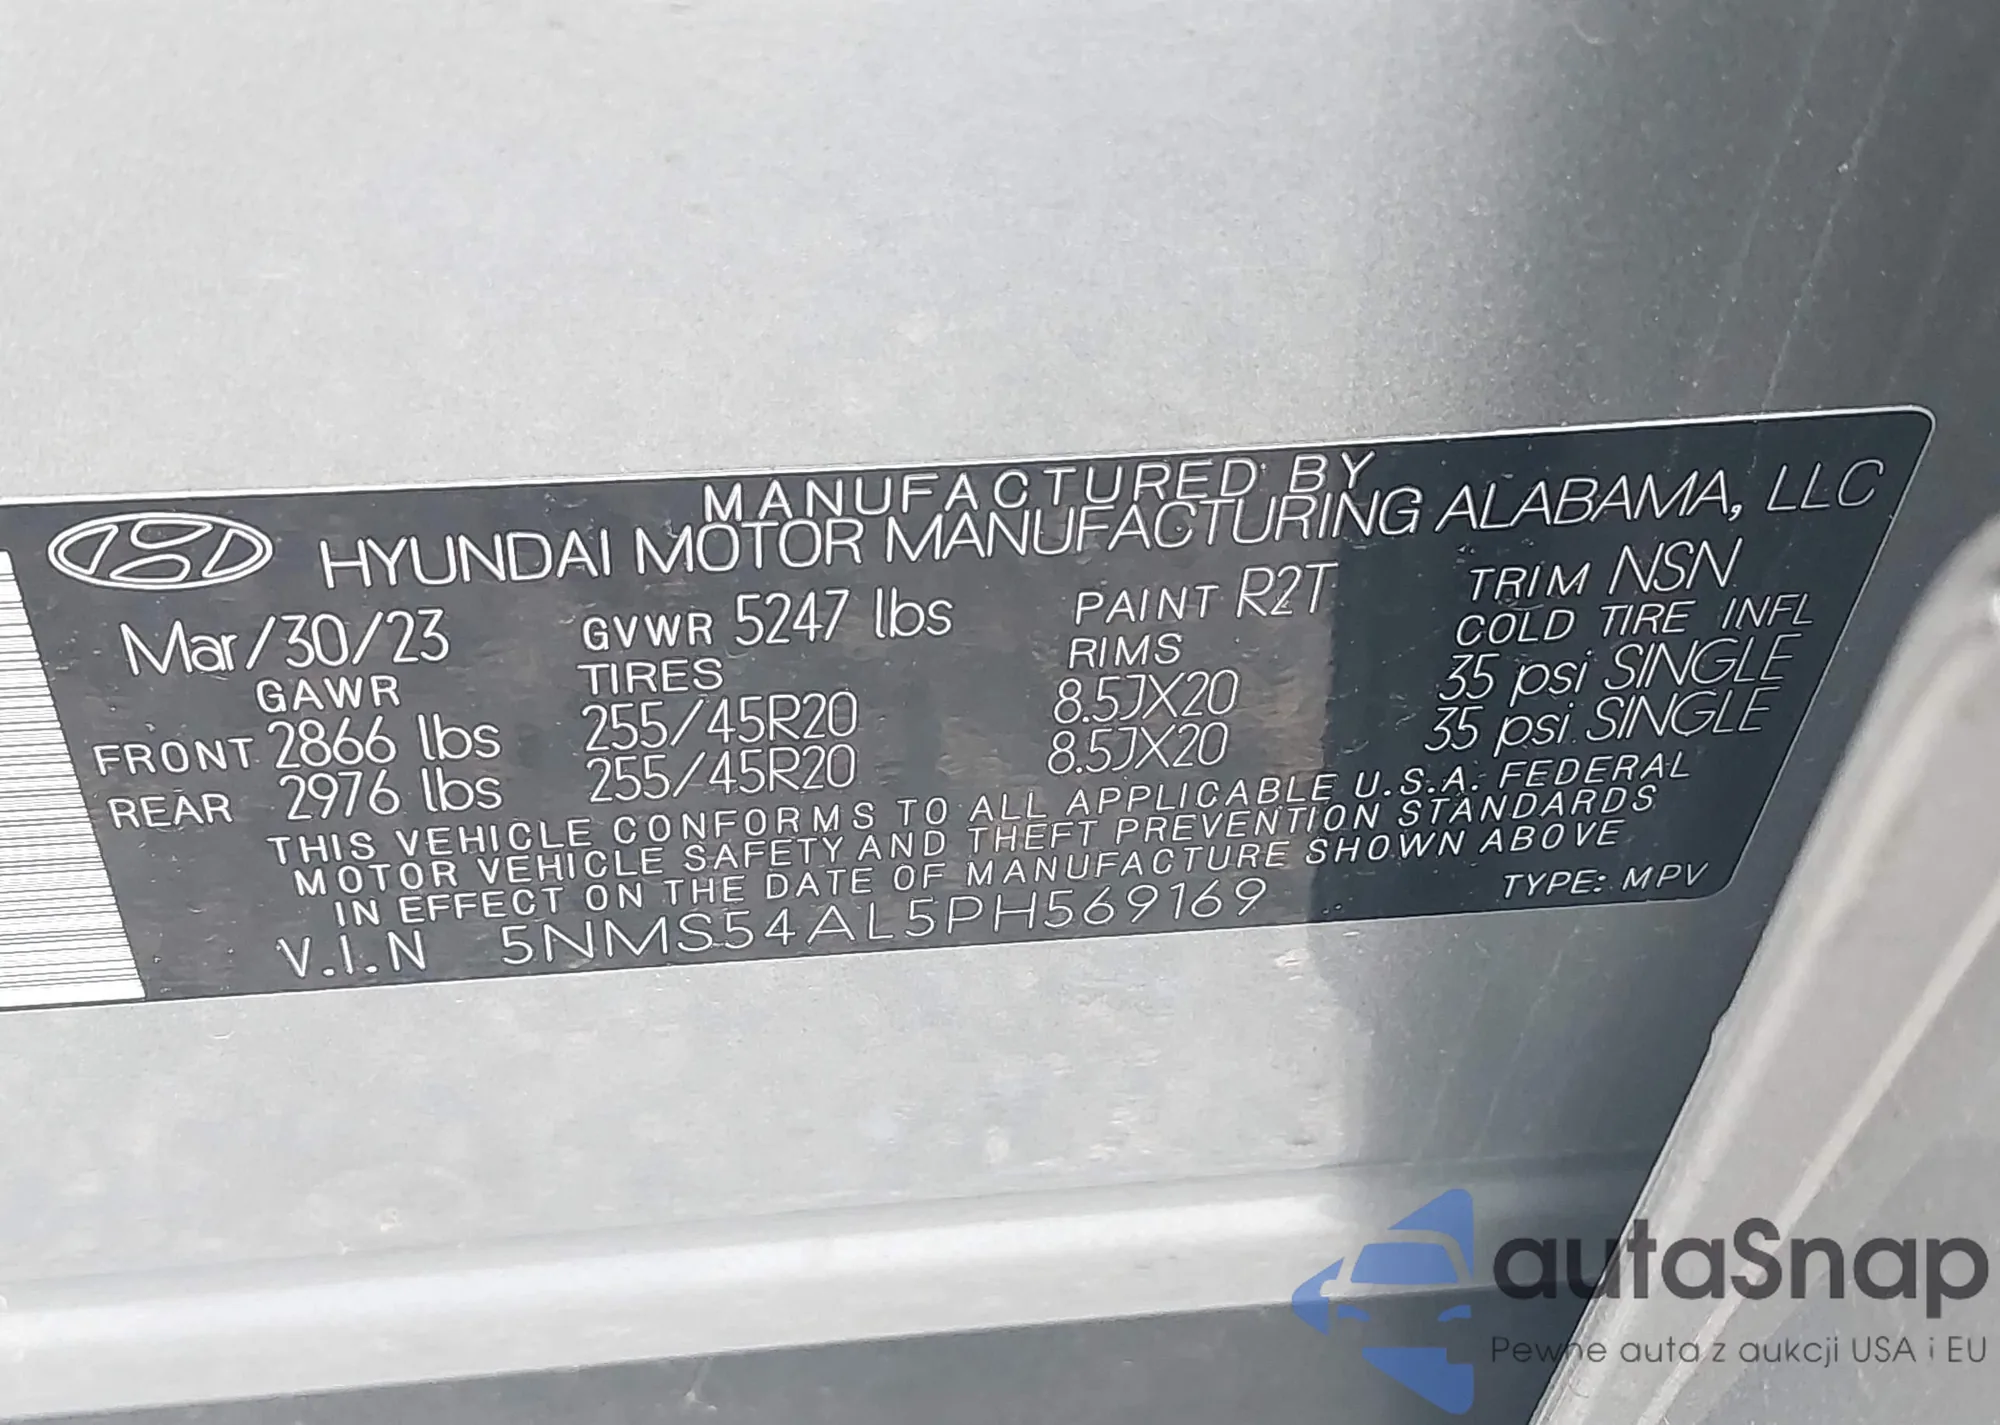 MANUFACTURED BY
HYUNDAI MOTOR MANUFACTURING ALABAMA, LLC
Mar/30/23 GVWR 5247 lbs PAINT R2T TRIM NSN
GAWR TIRES RIMS COLD TIRE INFL
FRONT 2866 lbs 255/45R20 8.5JX20 35 psi SINGLE
REAR 2976 lbs 255/45R20 8.5JX20 35 psi SINGLE
THIS VEHICLE CONFORMS TO ALL APPLICABLE U.S.A. FEDERAL
MOTOR VEHICLE SAFETY AND THEFT PREVENTION STANDARDS
IN EFFECT ON THE DATE OF MANUFACTURE SHOWN ABOVE
V.I.N 5NMS54AL5PH569169 TYPE: MPV
autaSnap
Pewne auta z aukcji USA i EU